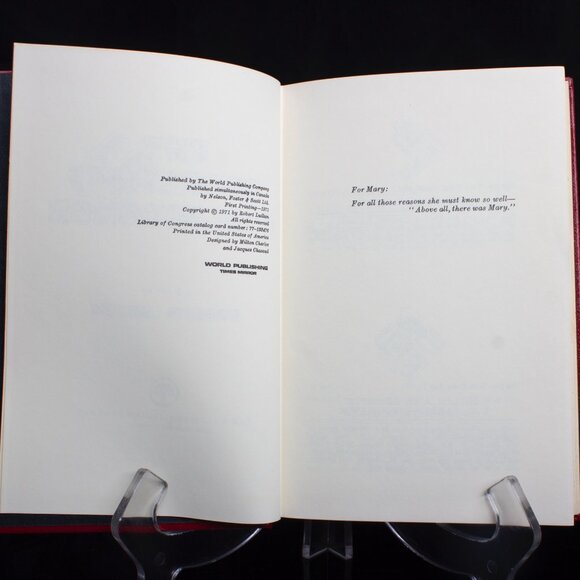 Published by The World Publishing Company
Published simultaneously in Canada
by Nelson, Foster & Scott Ltd.
First Printing—1971
Copyright © 1971 by Robert Ludlum
All rights reserved
Library of Congress catalog card number:
Printed in the United States of America
Designed by Milton Charles
and Jacques Chazaud
WORLD PUBLISHING
TIMES MIRROR
For Mary:
For all those reasons she must know so well—
"Above all, there was Mary."